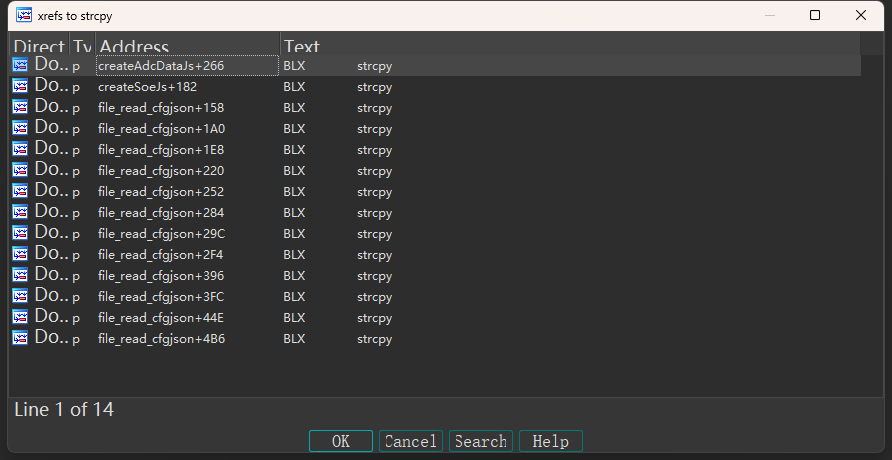 xrefs to strcpy
Direct Ty Address Text
Do.. p createAdcDataJs+266 BLX strcpy
Do.. p createSoeJs+182 BLX strcpy
Do.. p file_read_cfgjson+158 BLX strcpy
Do.. p file_read_cfgjson+1A0 BLX strcpy
Do.. p file_read_cfgjson+1E8 BLX strcpy
Do.. p file_read_cfgjson+220 BLX strcpy
Do.. p file_read_cfgjson+252 BLX strcpy
Do.. p file_read_cfgjson+284 BLX strcpy
Do.. p file_read_cfgjson+29C BLX strcpy
Do.. p file_read_cfgjson+2F4 BLX strcpy
Do.. p file_read_cfgjson+396 BLX strcpy
Do.. p file_read_cfgjson+3FC BLX strcpy
Do.. p file_read_cfgjson+44E BLX strcpy
Do.. p file_read_cfgjson+4B6 BLX strcpy
Line 1 of 14
OK Cancel Search Help